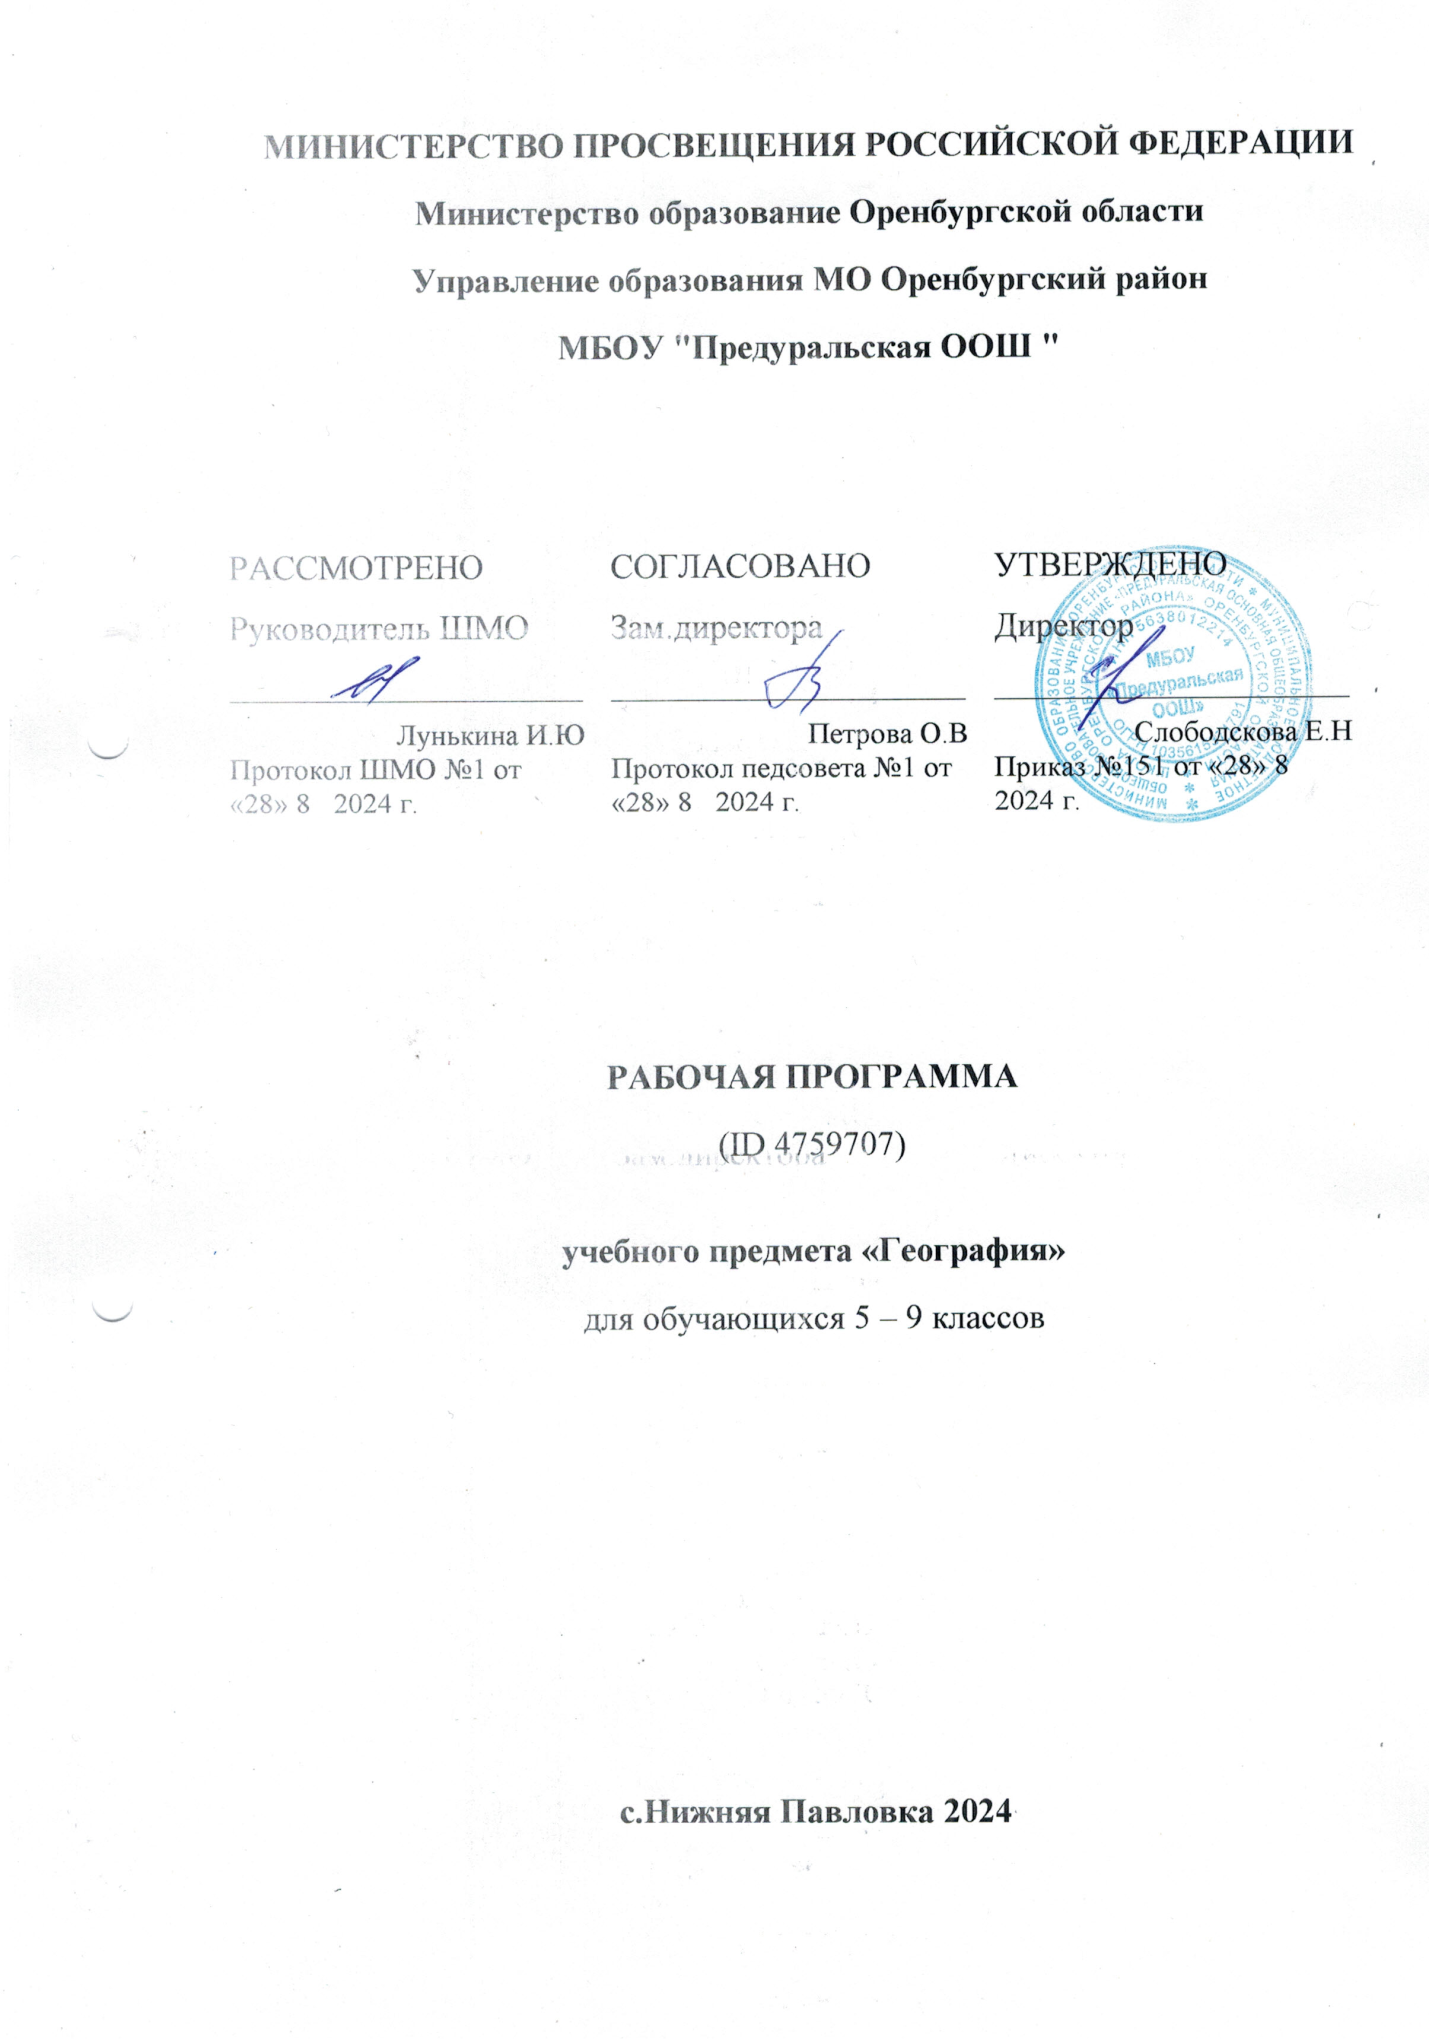 МИНИСТЕРСТВО ПРОСВЕЩЕНИЯ РОССИЙСКОЙ ФЕДЕРАЦИИ
Министерство образование Оренбургской области
Управление образования МО Оренбургский район
МБОУ "Предуральская ООШ "
РАССМОТРЕНО
Руководитель ШМО
Лунькина И.Ю
Протокол ШМО №1 от
«28» 8 2024 г.
СОГЛАСОВАНО
Зам.директора
Петрова О.В
Протокол педсовета №1 от
«28» 8 2024 г.
УТВЕРЖДЕНО
Директор
Слободскова Е.Н
Приказ №151 от «28» 8
2024 г.
МБОУ
«Предуральская
ООШ»
РАБОЧАЯ ПРОГРАММА
(ID 4759707)
учебного предмета «География»
для обучающихся 5 – 9 классов
с.Нижняя Павловка 2024